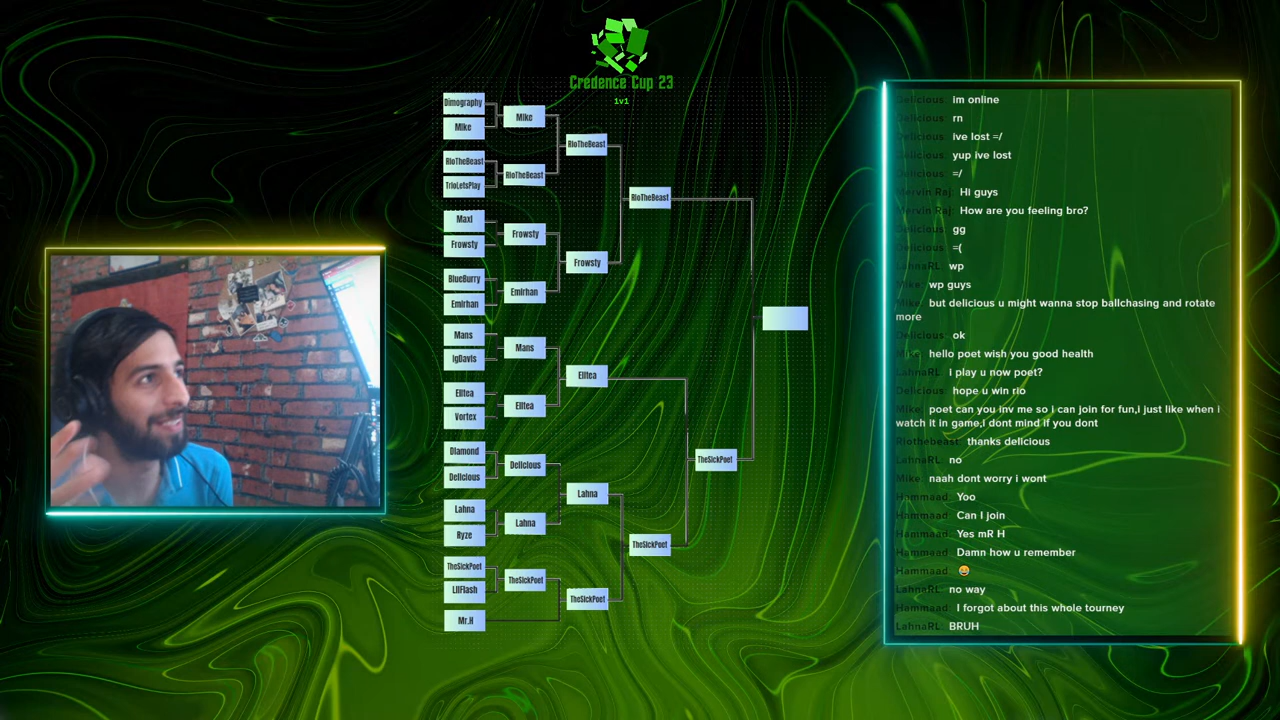 Credence Cup 23
1v1
Dimography
Mike
RioTheBeast
TrioLetsPlay
Maxi
Frowsty
BlueBurry
Emirhan
Mans
IgDavis
Elitea
Vortex
Diamond
Delicious
Lahna
Ryze
TheSickPoet
LilFlash
Mr.H
Mike
RioTheBeast
Frowsty
Emirhan
Mans
Elitea
Delicious
Lahna
TheSickPoet
RioTheBeast
Frowsty
Elitea
Lahna
TheSickPoet
RioTheBeast
TheSickPoet
TheSickPoet
Delicious: im online
rn
Delicious: ive lost =/
Delicious: yup ive lost
Delicious: =/
Mervin Raj: Hi guys
Mervin Raj: How are you feeling bro?
Delicious: gg
Delicious: =(
LahnaRL: wp
Mike: wp guys
Mike: but delicious u might wanna stop ballchasing and rotate
more
Delicious: ok
Mike: hello poet wish you good health
LahnaRL: I play u now poet?
Delicious: hope u win rio
Mike: poet can you inv me so i can join for fun,i just like when i
watch it in game,i dont mind if you dont
Riothebeast: thanks delicious
LahnaRL: no
Mike: naah dont worry i wont
Hammaad: Yoo
Hammaad: Can I join
Hammaad: Yes mR H
Hammaad: Damn how u remember
Hammaad: 😄
LahnaRL: no way
Hammaad: I forgot about this whole tourney
LahnaRL: BRUH